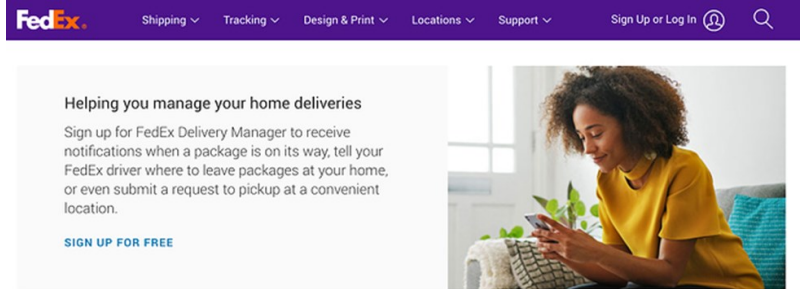 FedEx.
Shipping
Tracking
Design & Print
Locations
Support
Sign Up or Log In
Helping you manage your home deliveries
Sign up for FedEx Delivery Manager to receive
notifications when a package is on its way, tell your
FedEx driver where to leave packages at your home,
or even submit a request to pickup at a convenient
location.
SIGN UP FOR FREE